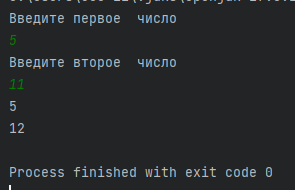 Введите первое  число
5
Введите второе  число
11
5
12
Process finished with exit code 0